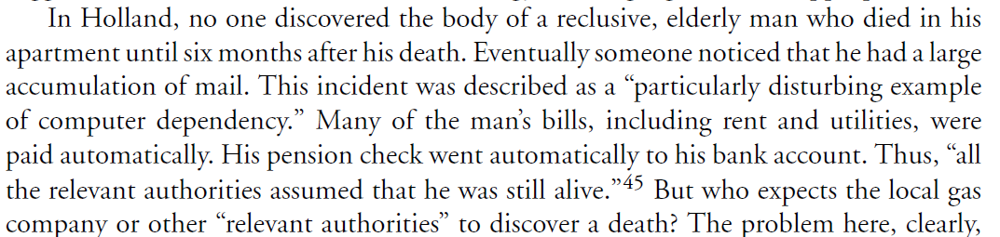 In Holland, no one discovered the body of a reclusive, elderly man who died in his
apartment until six months after his death. Eventually someone noticed that he had a large
accumulation of mail. This incident was described as a “particularly disturbing example
of computer dependency.” Many of the man’s bills, including rent and utilities, were
paid automatically. His pension check went automatically to his bank account. Thus, “all
the relevant authorities assumed that he was still alive.”45 But who expects the local gas
company or other “relevant authorities” to discover a death? The problem here, clearly,